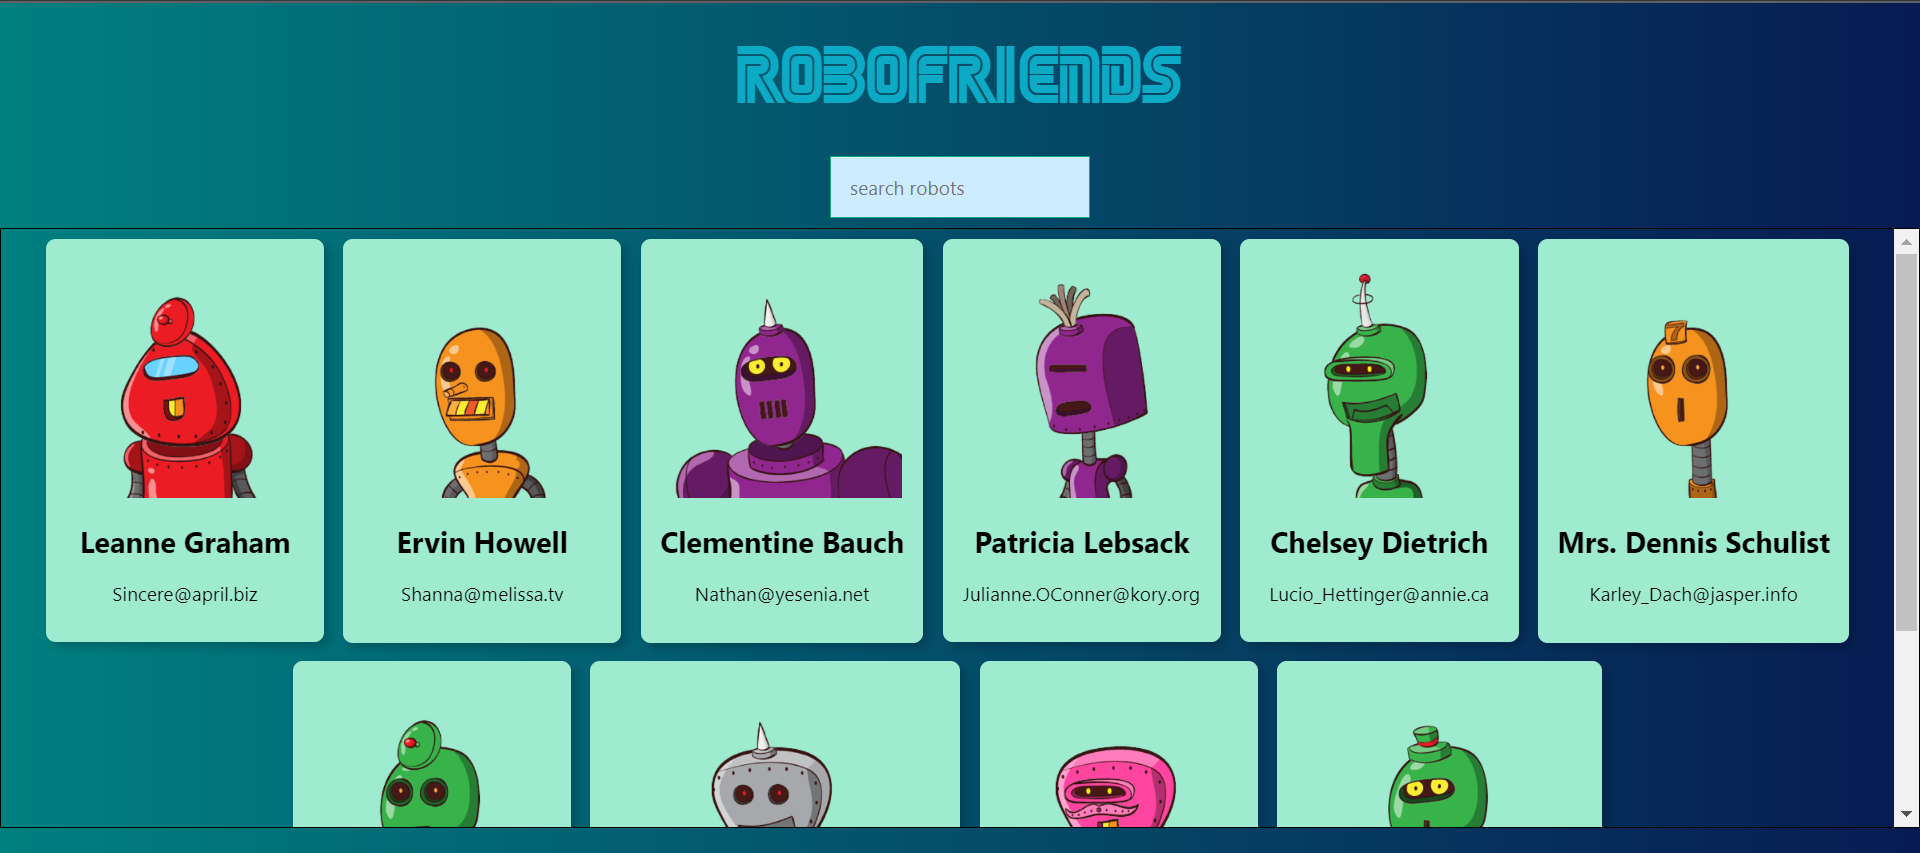 ROBOFRIENDS
search robots
7
Leanne Graham
Ervin Howell
Clementine Bauch
Patricia Lebsack
Chelsey Dietrich
Mrs. Dennis Schulist
Sincere@april.biz
Shanna@melissa.tv
Nathan@yesenia.net
Julianne.OConner@kory.org
Lucio_Hettinger@annie.ca
Karley_Dach@jasper.info